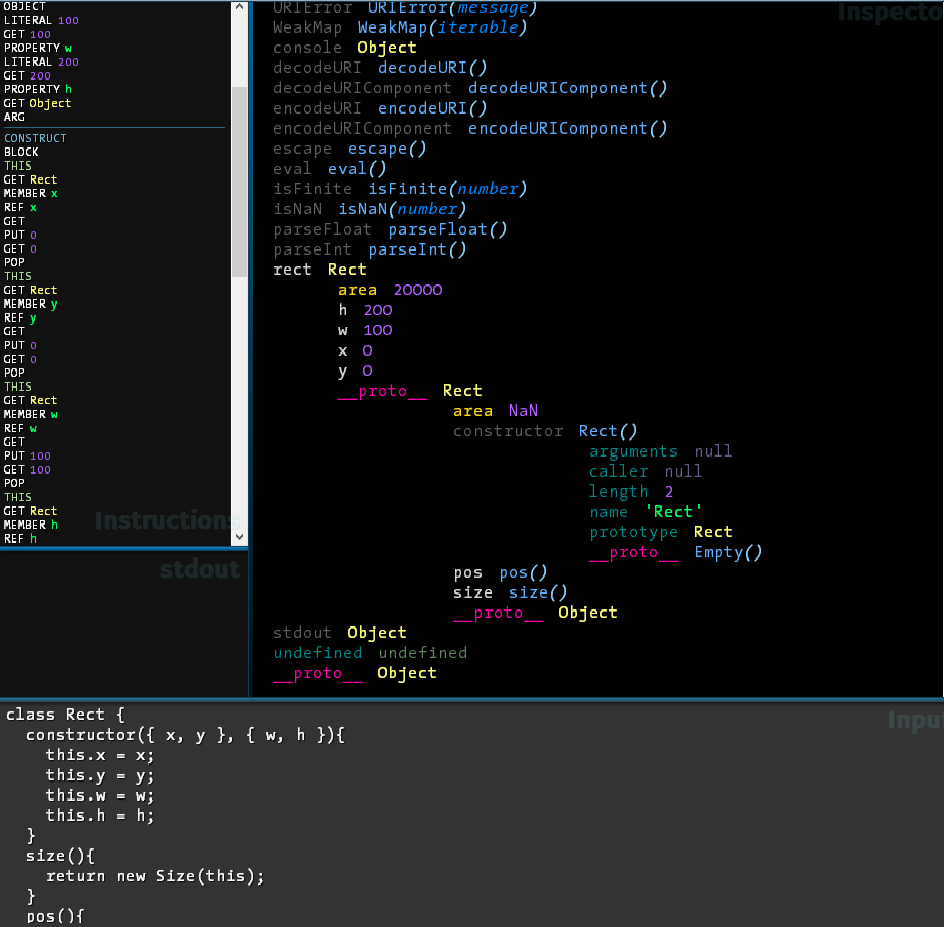 OBJECT
LITERAL 100
GET 100
PROPERTY w
LITERAL 200
GET 200
PROPERTY h
GET Object
ARG
CONSTRUCT
BLOCK
THIS
GET Rect
MEMBER x
REF x
GET
PUT 0
GET 0
POP
THIS
GET Rect
MEMBER y
REF y
GET
PUT 0
GET 0
POP
THIS
GET Rect
MEMBER w
REF w
GET
PUT 100
GET 100
POP
THIS
GET Rect
MEMBER h
REF h
Instructions
stdout
Inspecto
URIError URIError(message)
WeakMap WeakMap(iterable)
console Object
decodeURI decodeURI()
decodeURIComponent decodeURIComponent()
encodeURI encodeURI()
encodeURIComponent encodeURIComponent()
escape escape()
eval eval()
isFinite isFinite(number)
isNaN isNaN(number)
parseFloat parseFloat()
parseInt parseInt()
rect Rect
area 20000
h 200
w 100
x 0
y 0
__proto__ Rect
area NaN
constructor Rect()
arguments null
caller null
length 2
name 'Rect'
prototype Rect
__proto__ Empty()
pos pos()
size size()
__proto__ Object
stdout Object
undefined undefined
__proto__ Object
Input
class Rect {
constructor({ x, y }, { w, h }){
this.x = x;
this.y = y;
this.w = w;
this.h = h;
}
size(){
return new Size(this);
}
pos(){